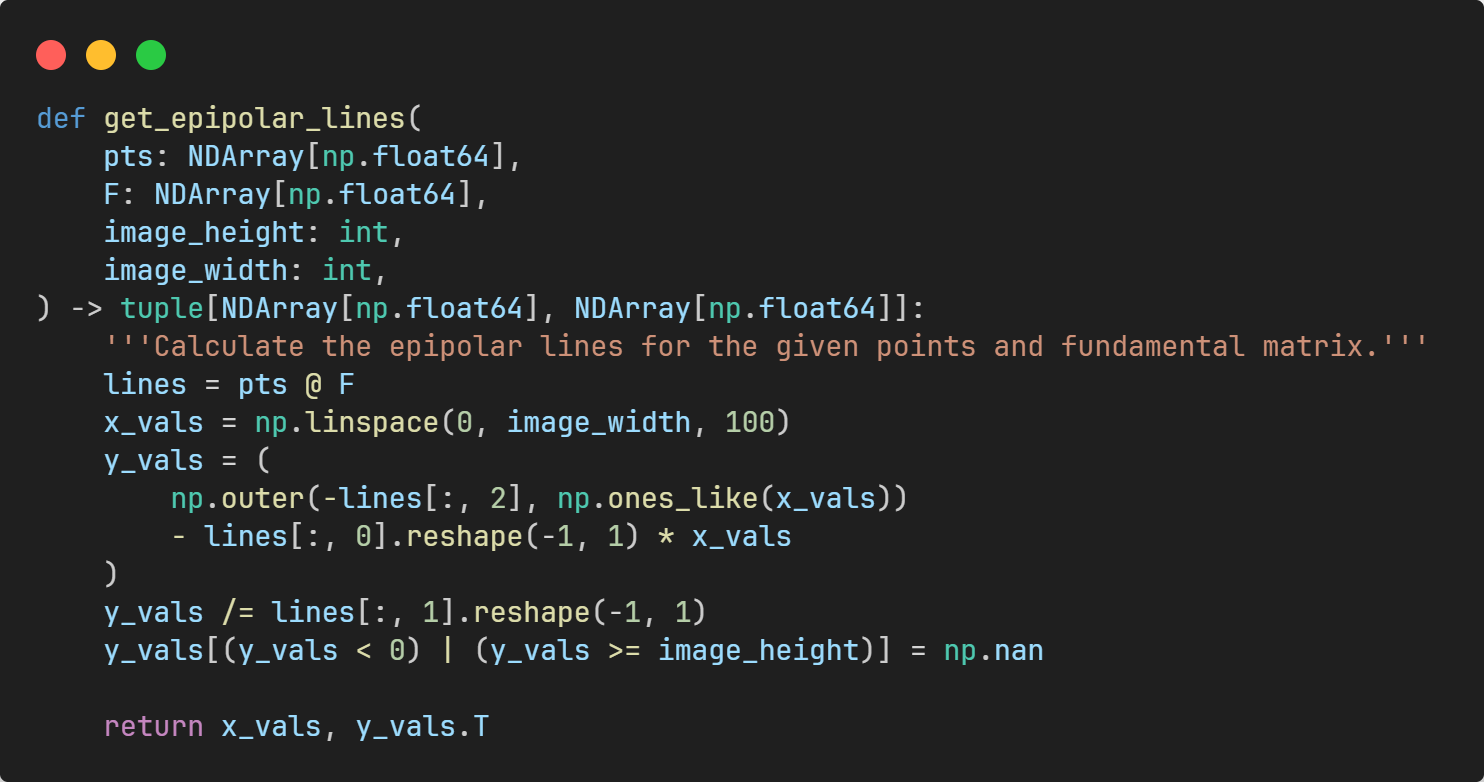 def get_epipolar_lines(
    pts: NDArray[np.float64],
    F: NDArray[np.float64],
    image_height: int,
    image_width: int,
) -> tuple[NDArray[np.float64], NDArray[np.float64]]:
    '''Calculate the epipolar lines for the given points and fundamental matrix.'''
    lines = pts @ F
    x_vals = np.linspace(0, image_width, 100)
    y_vals = (
        np.outer(-lines[:, 2], np.ones_like(x_vals))
        - lines[:, 0].reshape(-1, 1) * x_vals
    )
    y_vals /= lines[:, 1].reshape(-1, 1)
    y_vals[(y_vals < 0) | (y_vals >= image_height)] = np.nan

    return x_vals, y_vals.T